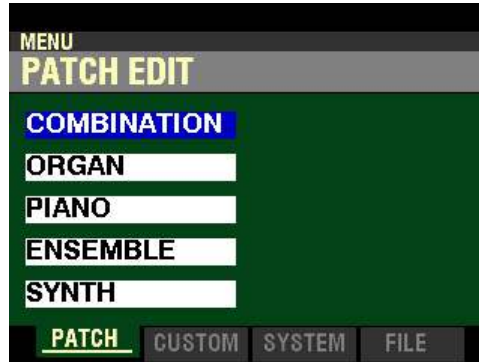 MENU
PATCH EDIT
COMBINATION
ORGAN
PIANO
ENSEMBLE
SYNTH
PATCH CUSTOM SYSTEM FILE